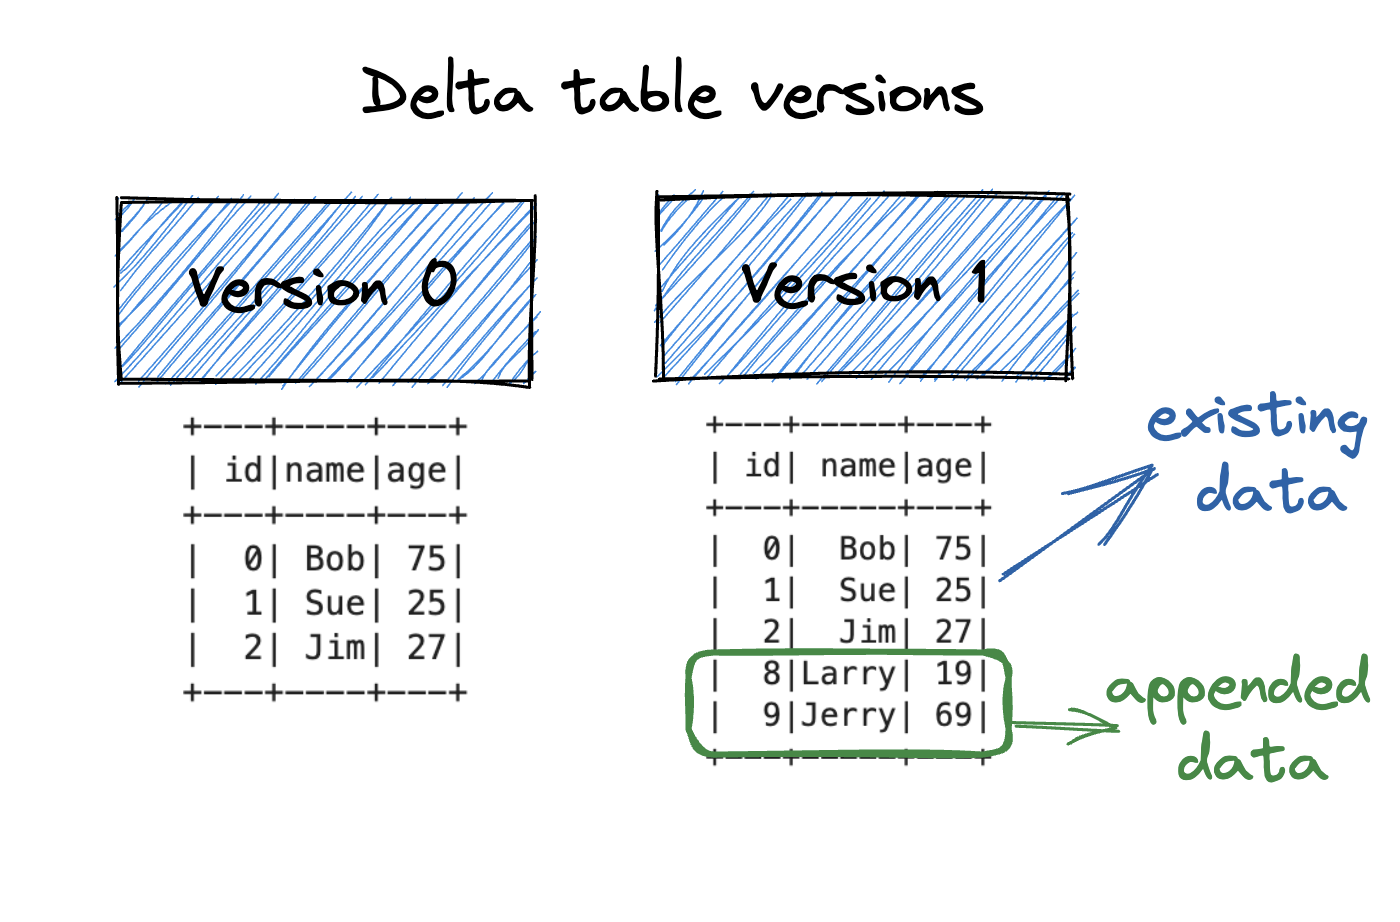 Delta table versions
Version 0
+---+----+---+
| id|name|age|
+---+----+---+
| 0| Bob| 75|
| 1| Sue| 25|
| 2| Jim| 27|
+---+----+---+
Version 1
+---+-----+---+
| id| name|age|
+---+-----+---+
| 0| Bob| 75|
| 1| Sue| 25|
| 2| Jim| 27|
| 8|Larry| 19|
| 9|Jerry| 69|
+---+-----+---+
existing
data
appended
data